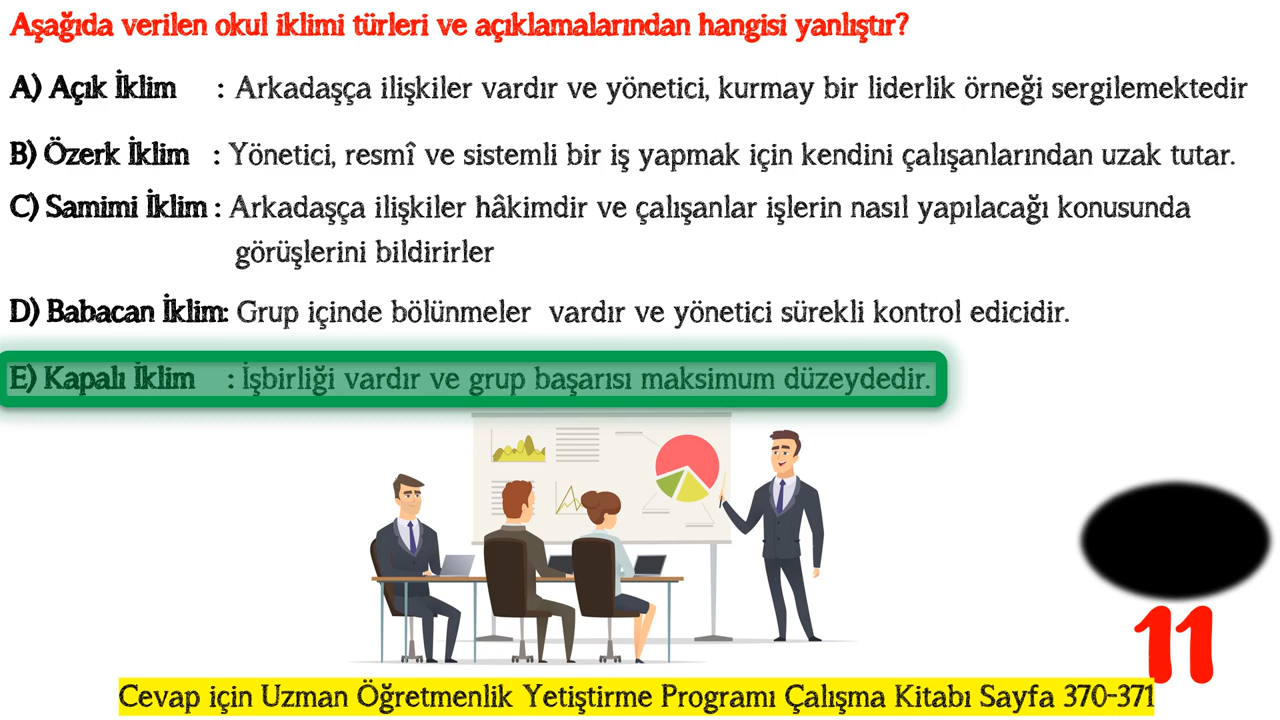 Aşağıda verilen okul iklimi türleri ve açıklamalarından hangisi yanlıştır?
A) Açık İklim : Arkadaşça ilişkiler vardır ve yönetici, kurmay bir liderlik örneği sergilemektedir
B) Özerk İklim : Yönetici, resmî ve sistemli bir iş yapmak için kendini çalışanlarından uzak tutar.
C) Samimi İklim : Arkadaşça ilişkiler hâkimdir ve çalışanlar işlerin nasıl yapılacağı konusunda
görüşlerini bildirirler
D) Babacan İklim: Grup içinde bölünmeler vardır ve yönetici sürekli kontrol edicidir.
E) Kapalı İklim : İşbirliği vardır ve grup başarısı maksimum düzeydedir.
11
Cevap için Uzman Öğretmenlik Yetiştirme Programı Çalışma Kitabı Sayfa 370-371